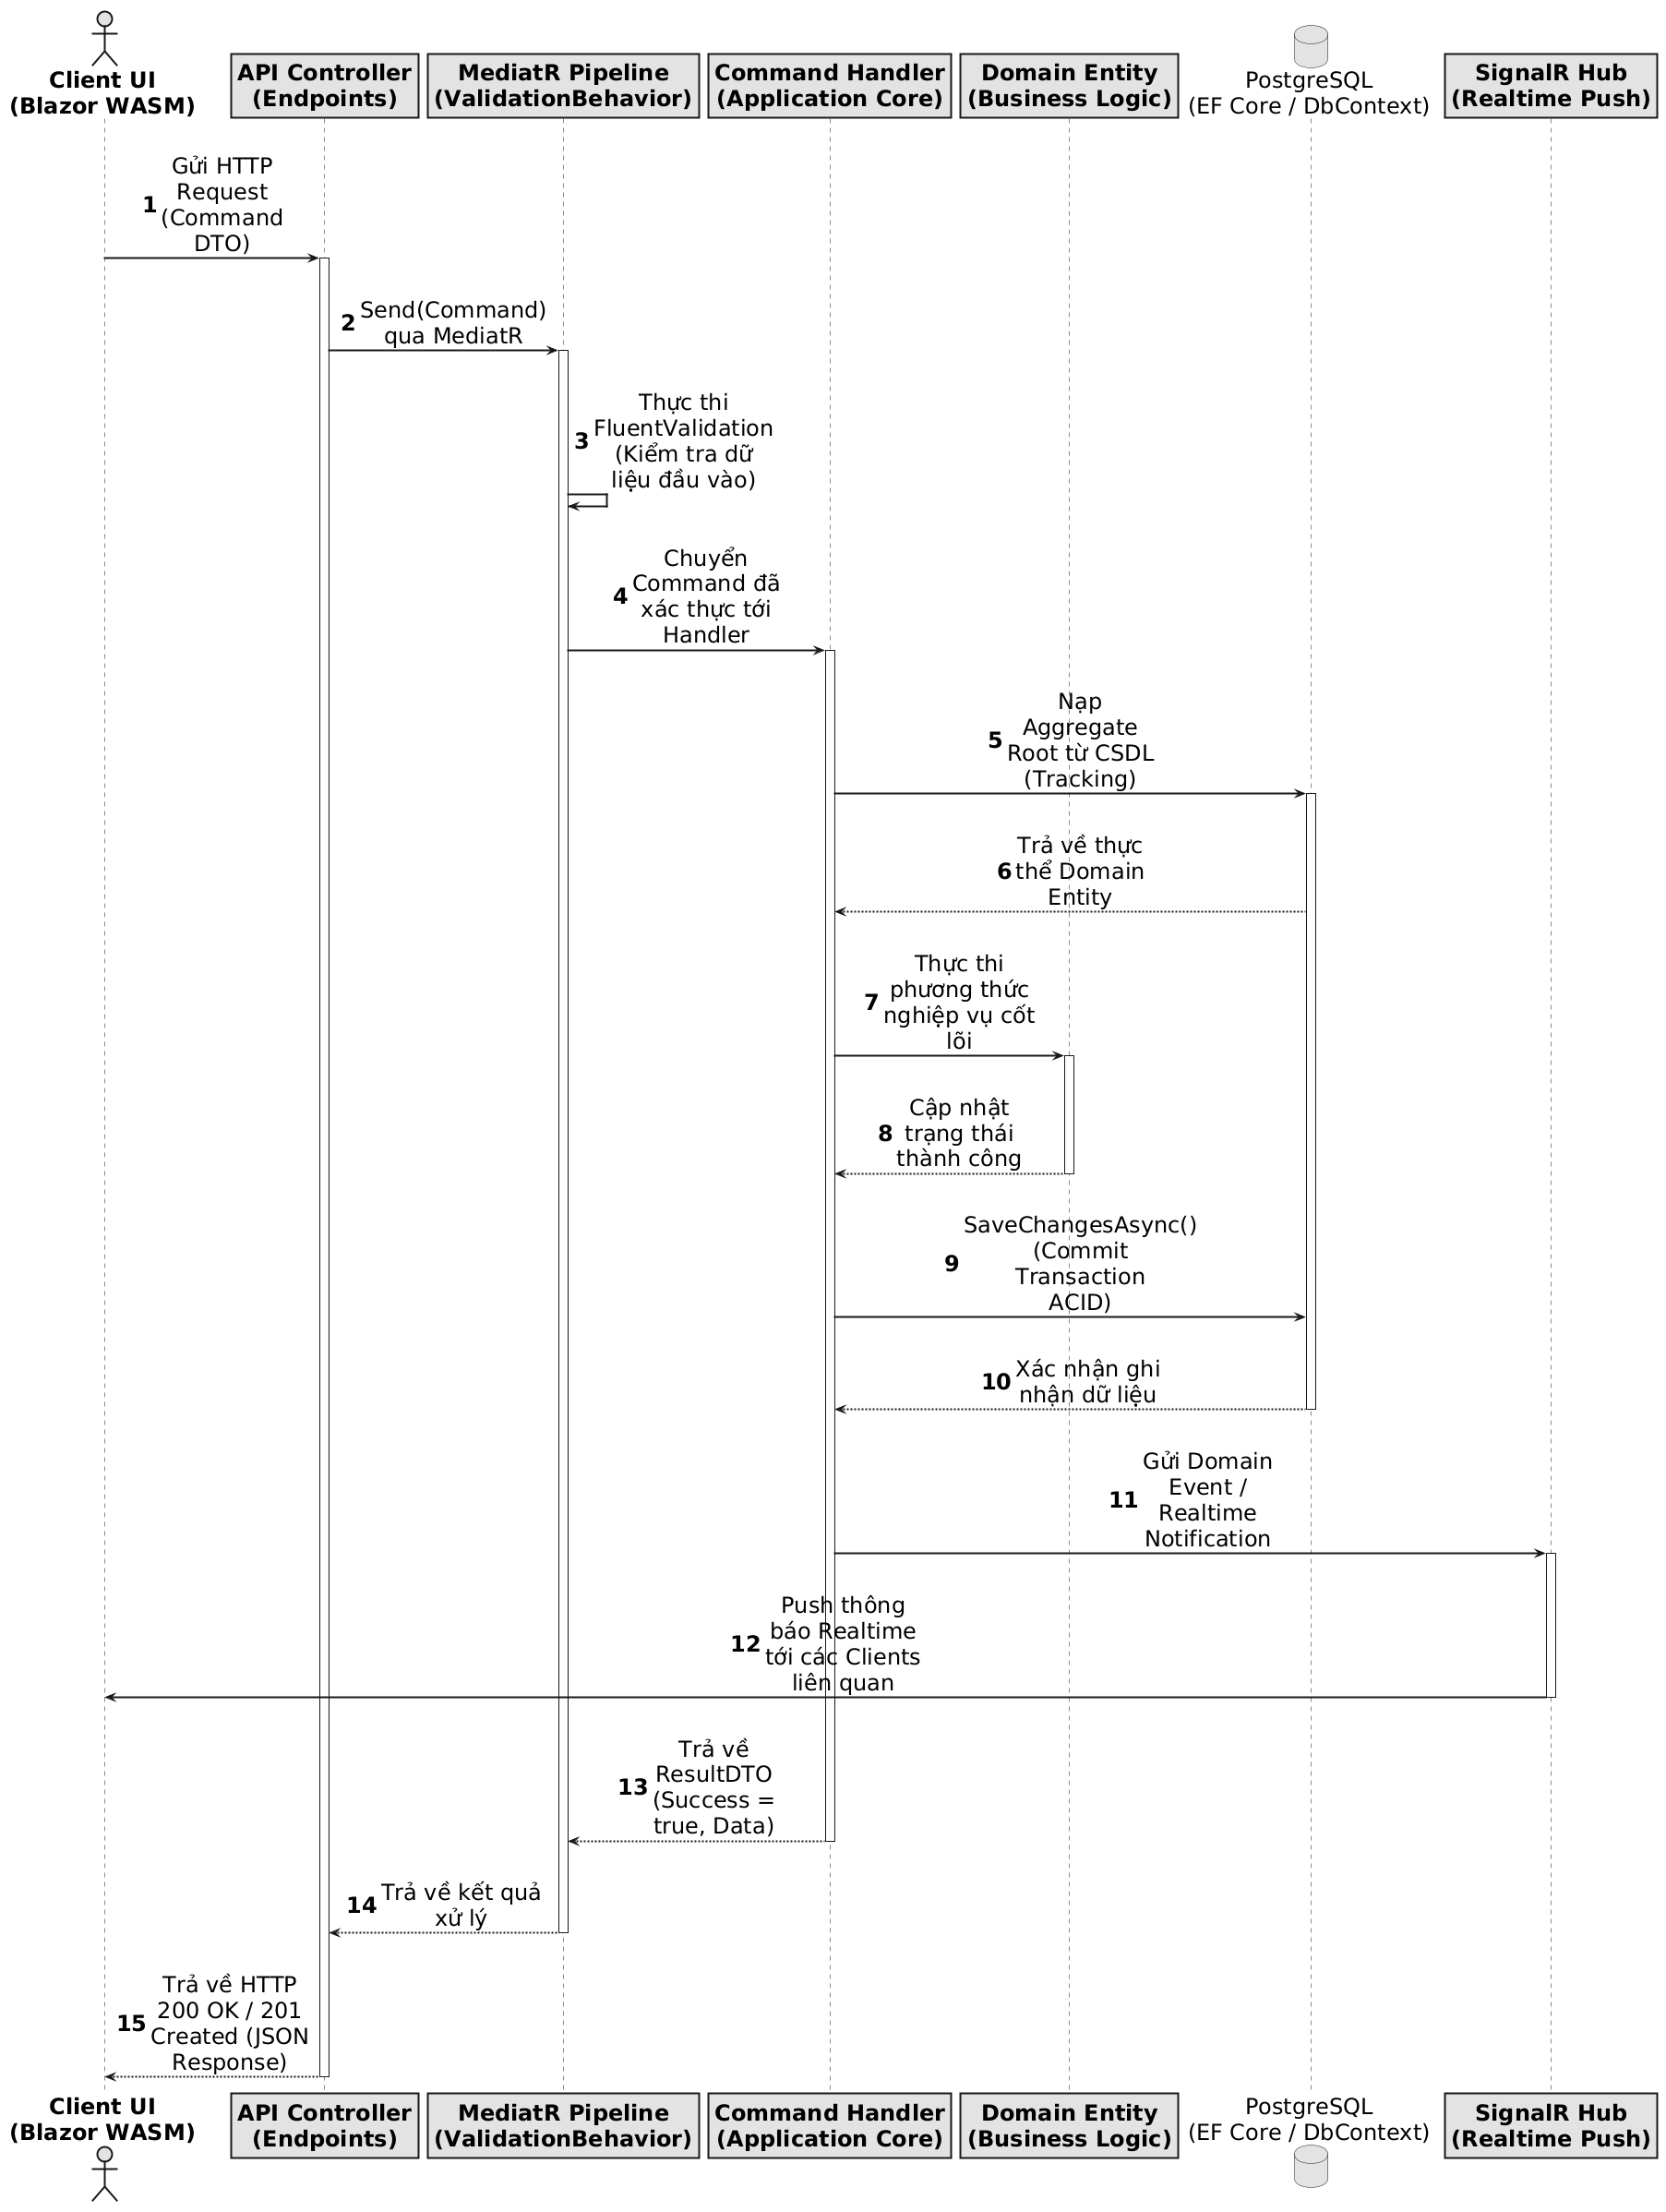 Client UI
(Blazor WASM)
API Controller
(Endpoints)
MediatR Pipeline
(ValidationBehavior)
Command Handler
(Application Core)
Domain Entity
(Business Logic)
PostgreSQL
(EF Core / DbContext)
SignalR Hub
(Realtime Push)
1
Gửi HTTP
Request
(Command
DTO)
2
Send(Command)
qua MediatR
3
Thực thi
FluentValidation
(Kiểm tra dữ
liệu đầu vào)
4
Chuyển
Command đã
xác thực tới
Handler
5
Nạp
Aggregate
Root từ CSDL
(Tracking)
6
Trả về thực
thể Domain
Entity
7
Thực thi
phương thức
nghiệp vụ cốt
lõi
8
Cập nhật
trạng thái
thành công
9
SaveChangesAsync()
(Commit
Transaction
ACID)
10
Xác nhận ghi
nhận dữ liệu
11
Gửi Domain
Event /
Realtime
Notification
12
Push thông
báo Realtime
tới các Clients
liên quan
13
Trả về
ResultDTO
(Success =
true, Data)
14
Trả về kết quả
xử lý
15
Trả về HTTP
200 OK / 201
Created (JSON
Response)
Client UI
(Blazor WASM)
API Controller
(Endpoints)
MediatR Pipeline
(ValidationBehavior)
Command Handler
(Application Core)
Domain Entity
(Business Logic)
PostgreSQL
(EF Core / DbContext)
SignalR Hub
(Realtime Push)